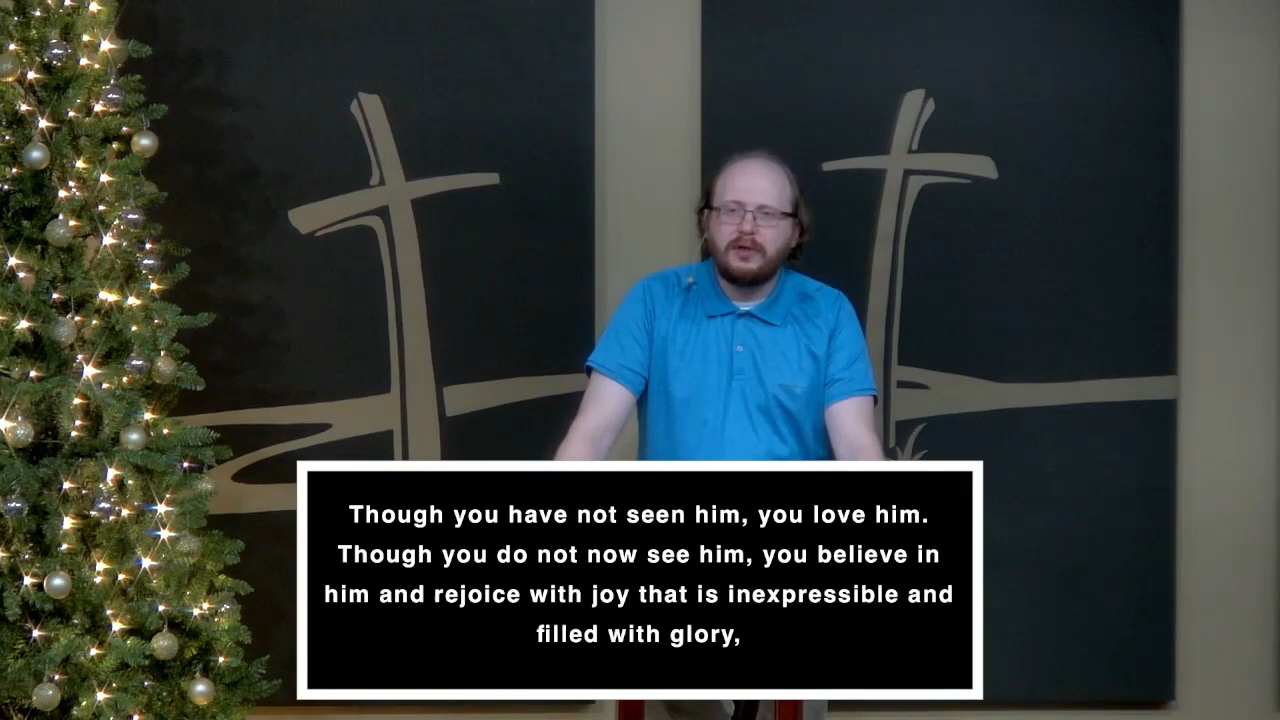 Though you have not seen him, you love him.
Though you do not now see him, you believe in
him and rejoice with joy that is inexpressible and
filled with glory,